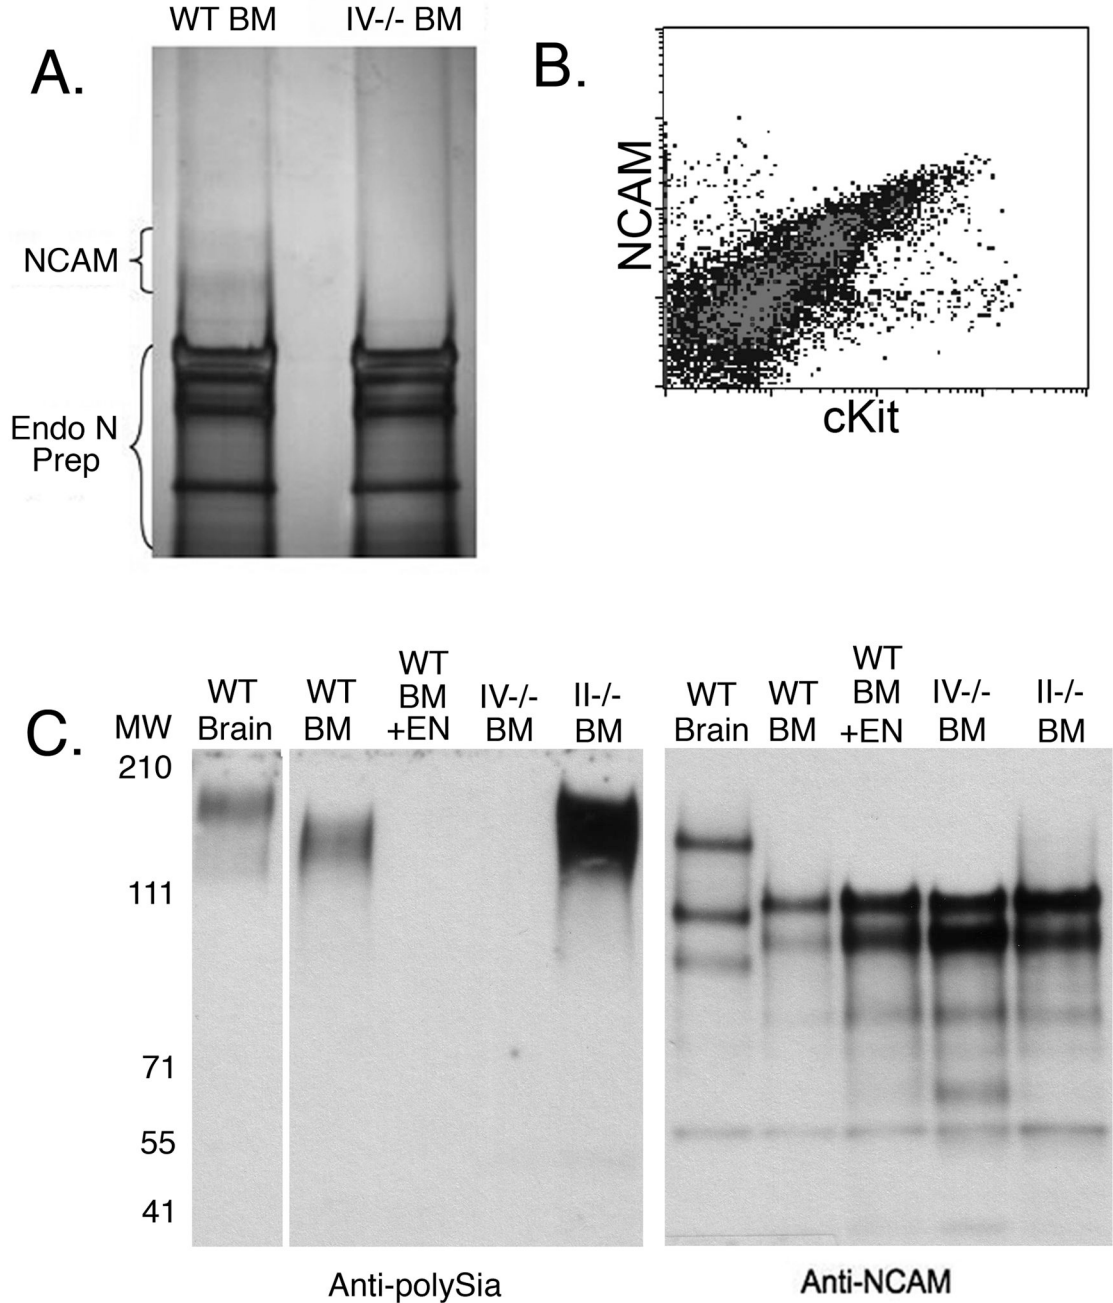 WT BM
IV-/- BM
A.
NCAM
Endo N
Prep
B.
NCAM
cKit
C.
MW
210
111
71
55
41
WT
Brain
WT
BM
WT
BM
+EN
IV-/-
BM
II-/-
BM
WT
Brain
WT
BM
WT
BM
+EN
IV-/-
BM
II-/-
BM
Anti-polySia
Anti-NCAM